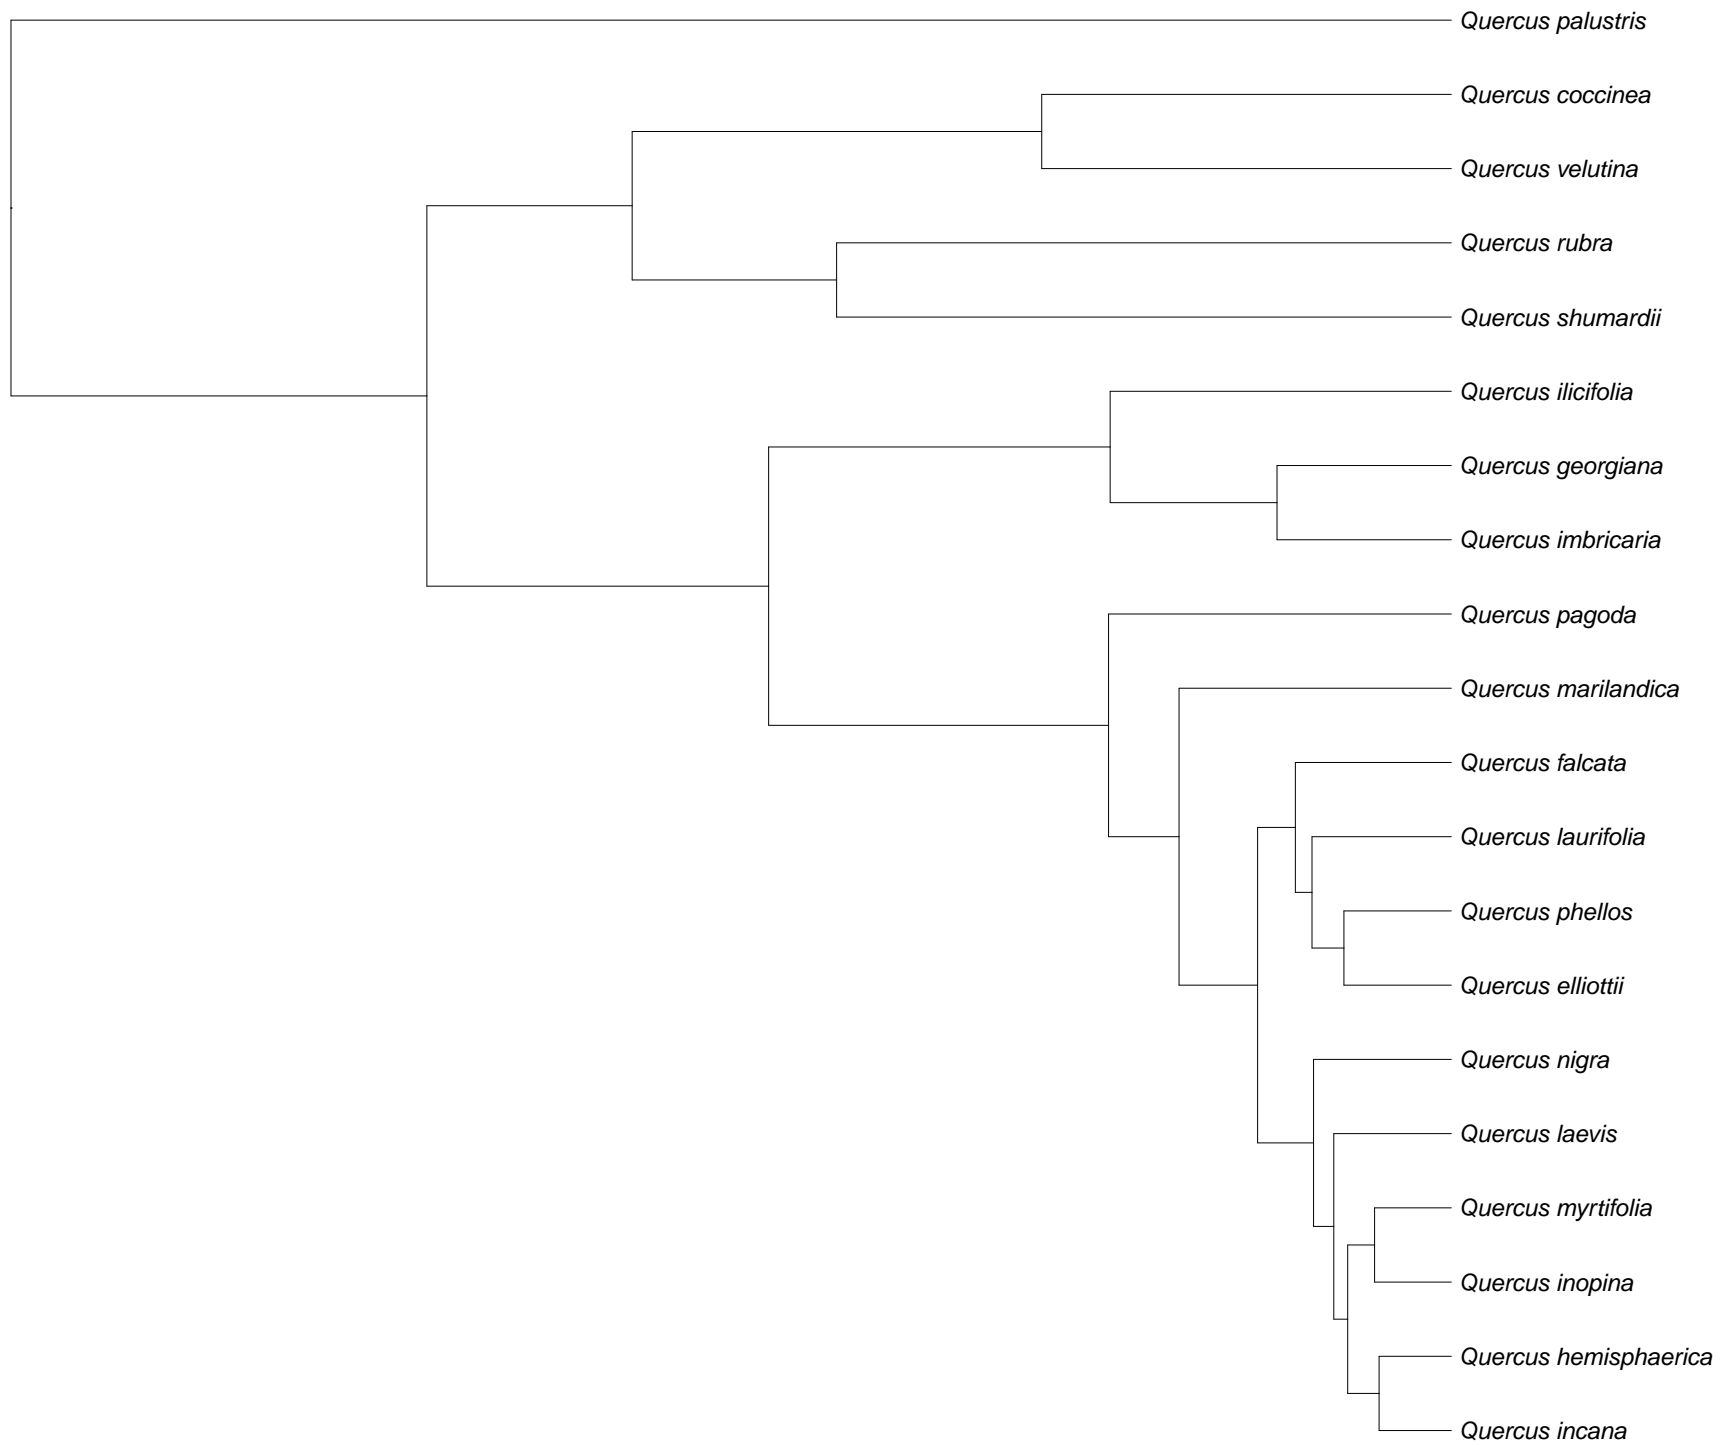 Quercus palustris
Quercus coccinea
Quercus velutina
Quercus rubra
Quercus shumardii
Quercus ilicifolia
Quercus georgiana
Quercus imbricaria
Quercus pagoda
Quercus marilandica
Quercus falcata
Quercus laurifolia
Quercus phellos
Quercus elliottii
Quercus nigra
Quercus laevis
Quercus myrtifolia
Quercus inopina
Quercus hemisphaerica
Quercus incana